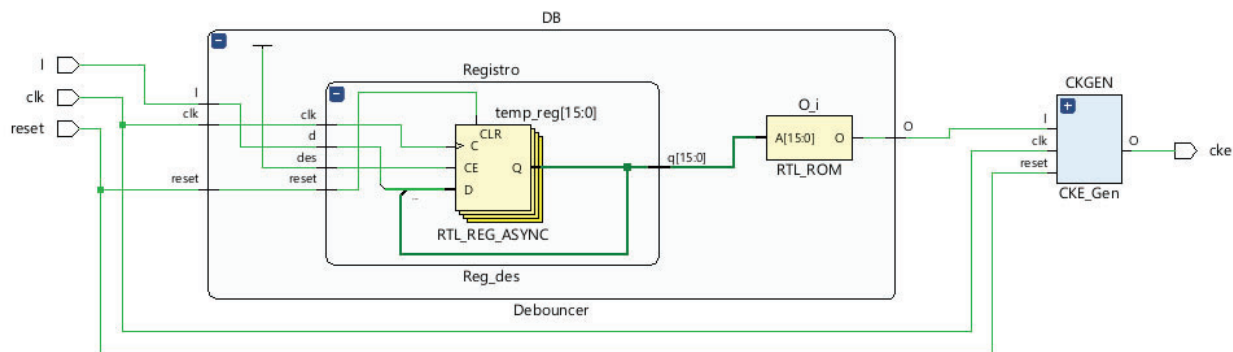 DB
I
clk
reset
I
clk
reset
Registro
clk
d
des
reset
temp_reg[15:0]
CLR
C
CE
D
Q
...
RTL_REG_ASYNC
Reg_des
q[15:0]
O_i
A[15:0]
O
RTL_ROM
O
Debouncer
CKGEN
I
clk
reset
O
CKE_Gen
cke